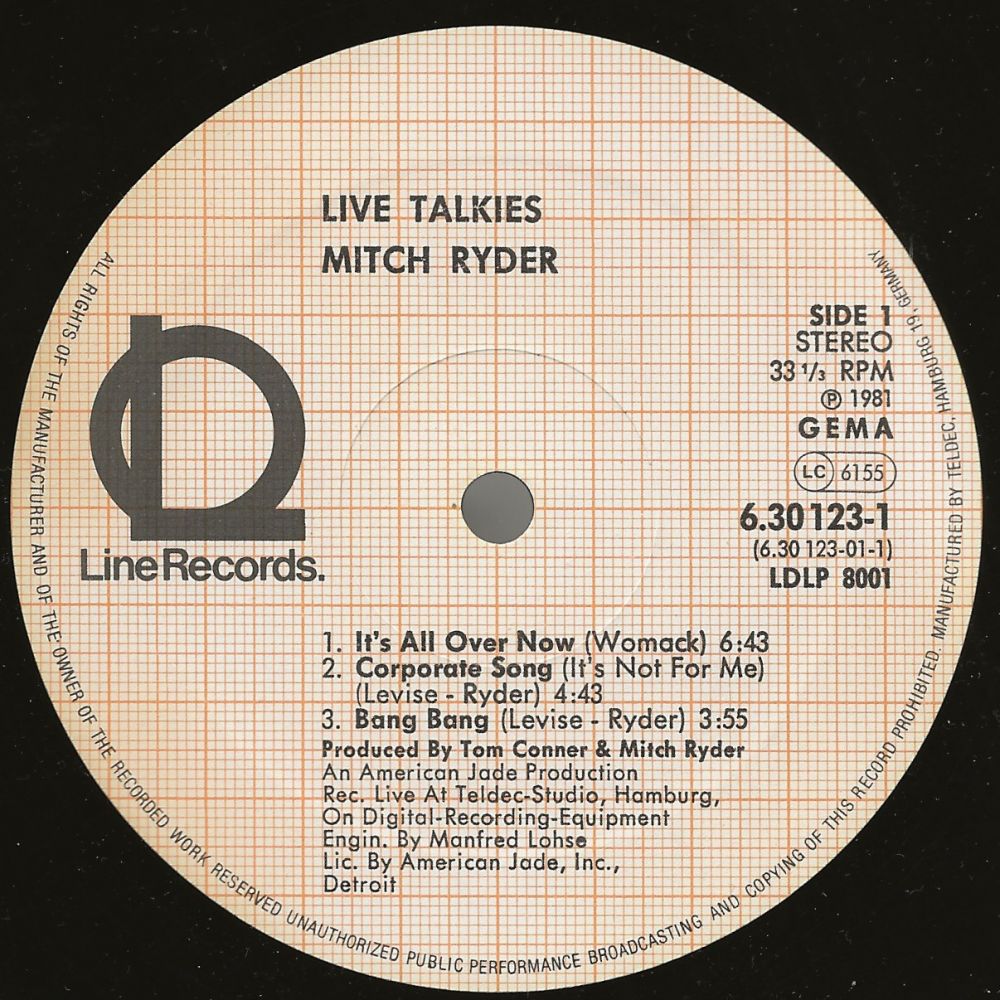 LIVE TALKIES
MITCH RYDER
SIDE 1
STEREO
33 1/3 RPM
℗ 1981
GEMA
LC 6155
6.30 123-1
(6.30 123-01-1)
LDLP 8001
Line Records.
1. It's All Over Now (Womack) 6:43
2. Corporate Song (It's Not For Me)
(Levise - Ryder) 4:43
3. Bang Bang (Levise - Ryder) 3:55
Produced By Tom Conner & Mitch Ryder
An American Jade Production
Rec. Live At Teldec-Studio, Hamburg,
On Digital-Recording-Equipment
Engin. By Manfred Lohse
Lic. By American Jade, Inc.,
Detroit
ALL RIGHTS OF THE MANUFACTURER AND OF THE OWNER OF THE RECORDED WORK RESERVED UNAUTHORIZED PUBLIC PERFORMANCE BROADCASTING AND COPYING OF THIS RECORD PROHIBITED. MANUFACTURED BY TELDEC, HAMBURG 19, GERMANY